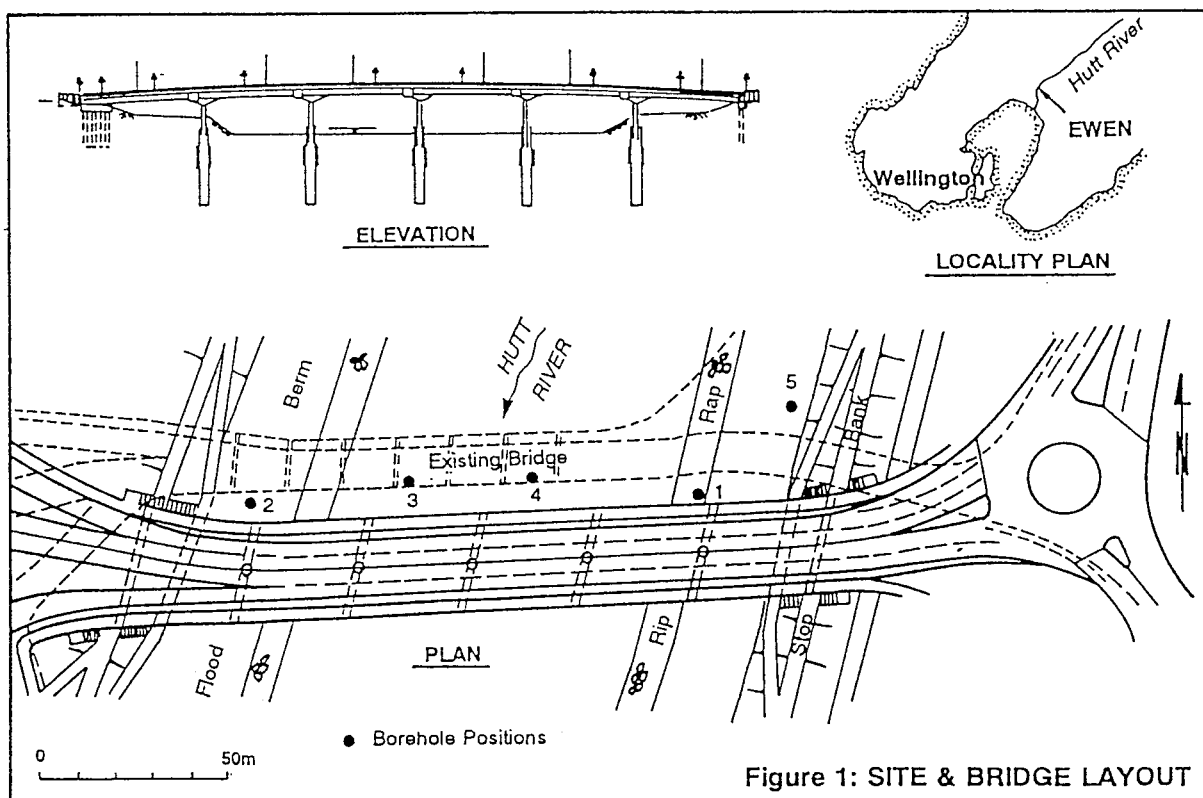 ELEVATION
Hutt River
EWEN
Wellington
LOCALITY PLAN
HUTT
RIVER
Berm
Rap
5
Bank
Existing Bridge
2
3
4
1
N
Flood
Rip
Stop
PLAN
● Borehole Positions
0 50m
Figure 1: SITE & BRIDGE LAYOUT